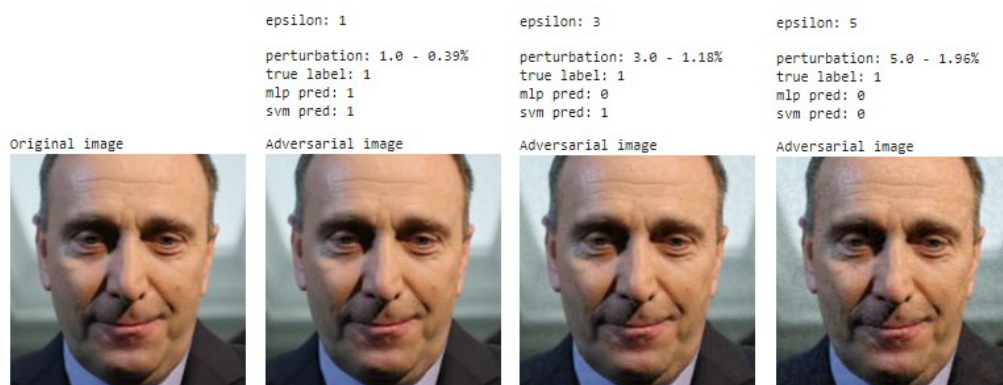 epsilon: 1
perturbation: 1.0 - 0.39%
true label: 1
mlp pred: 1
svm pred: 1
epsilon: 3
perturbation: 3.0 - 1.18%
true label: 1
mlp pred: 0
svm pred: 1
epsilon: 5
perturbation: 5.0 - 1.96%
true label: 1
mlp pred: 0
svm pred: 0
Original image
Adversarial image
Adversarial image
Adversarial image